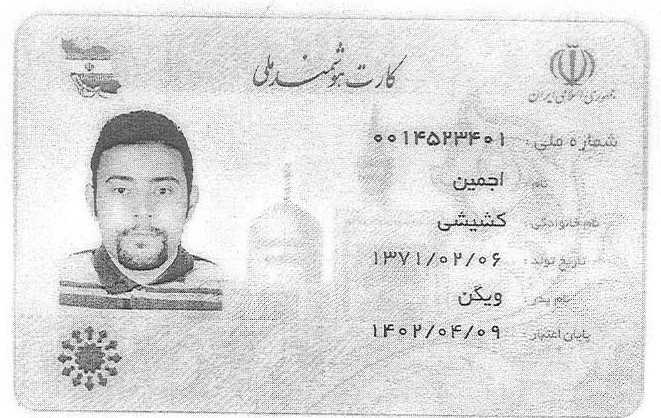 کارت هوشمند ملی
جمهوری اسلامی ایران
شماره ملی : ۰۰۱۴۵۲۳۴۰۱
نام : اجمین
نام خانوادگی : کشیشی
تاریخ تولد : ۱۳۷۱/۰۲/۰۶
نام پدر : ویگن
پایان اعتبار : ۱۴۰۲/۰۴/۰۹